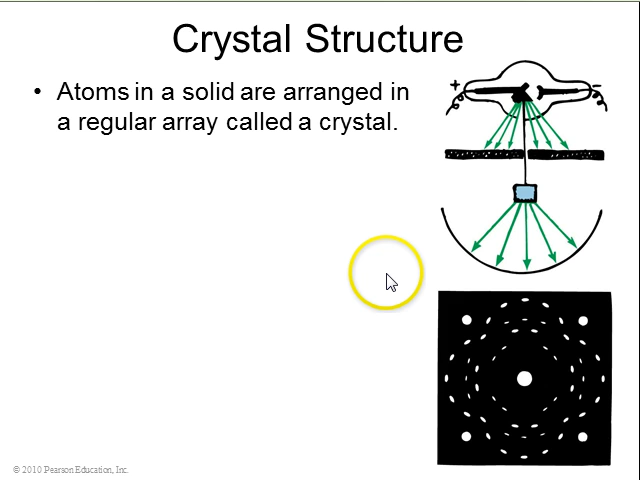 Crystal Structure
• Atoms in a solid are arranged in
a regular array called a crystal.
+ −
© 2010 Pearson Education, Inc.